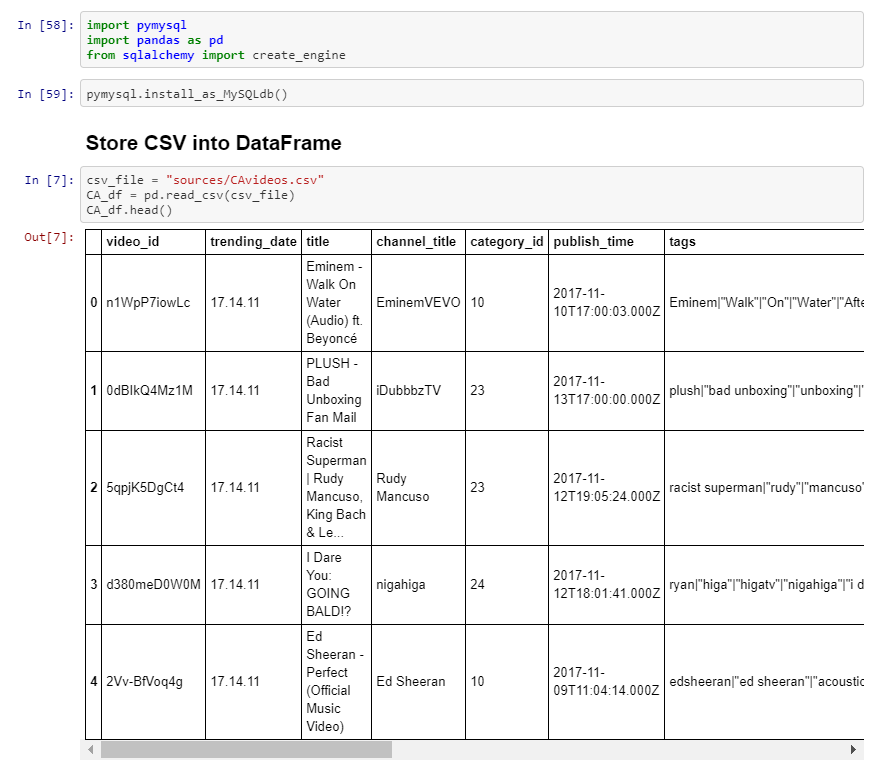 In [58]: import pymysql
import pandas as pd
from sqlalchemy import create_engine
In [59]: pymysql.install_as_MySQLdb()
Store CSV into DataFrame
In [7]: csv_file = "sources/CAvideos.csv"
CA_df = pd.read_csv(csv_file)
CA_df.head()
Out[7]:
video_id trending_date title channel_title category_id publish_time tags
0 n1WpP7iowLc 17.14.11 Eminem - Walk On Water (Audio) ft. Beyoncé EminemVEVO 10 2017-11-10T17:00:03.000Z Eminem|"Walk"|"On"|"Water"|"Afte
1 0dBIkQ4Mz1M 17.14.11 PLUSH - Bad Unboxing Fan Mail iDubbbzTV 23 2017-11-13T17:00:00.000Z plush|"bad unboxing"|"unboxing"|"
2 5qpjK5DgCt4 17.14.11 Racist Superman | Rudy Mancuso, King Bach & Le... Rudy Mancuso 23 2017-11-12T19:05:24.000Z racist superman|"rudy"|"mancuso"
3 d380meD0W0M 17.14.11 I Dare You: GOING BALD!? nigahiga 24 2017-11-12T18:01:41.000Z ryan|"higa"|"higatv"|"nigahiga"|"i d
4 2Vv-BfVoq4g 17.14.11 Ed Sheeran - Perfect (Official Music Video) Ed Sheeran 10 2017-11-09T11:04:14.000Z edsheeran|"ed sheeran"|"acoustic